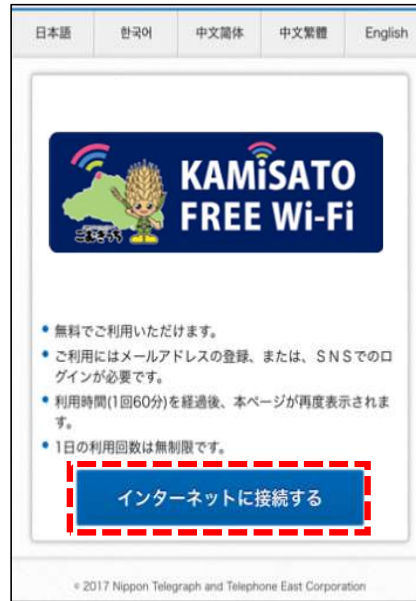 日本語 한국어 中文简体 中文繁體 English
KAMiSATO
FREE Wi-Fi
こむぎっち
無料でご利用いただけます。
ご利用にはメールアドレスの登録、または、SNSでのロ
グインが必要です。
利用時間(1回60分)を経過後、本ページが再度表示されま
す。
1日の利用回数は無制限です。
インターネットに接続する
© 2017 Nippon Telegraph and Telephone East Corporation